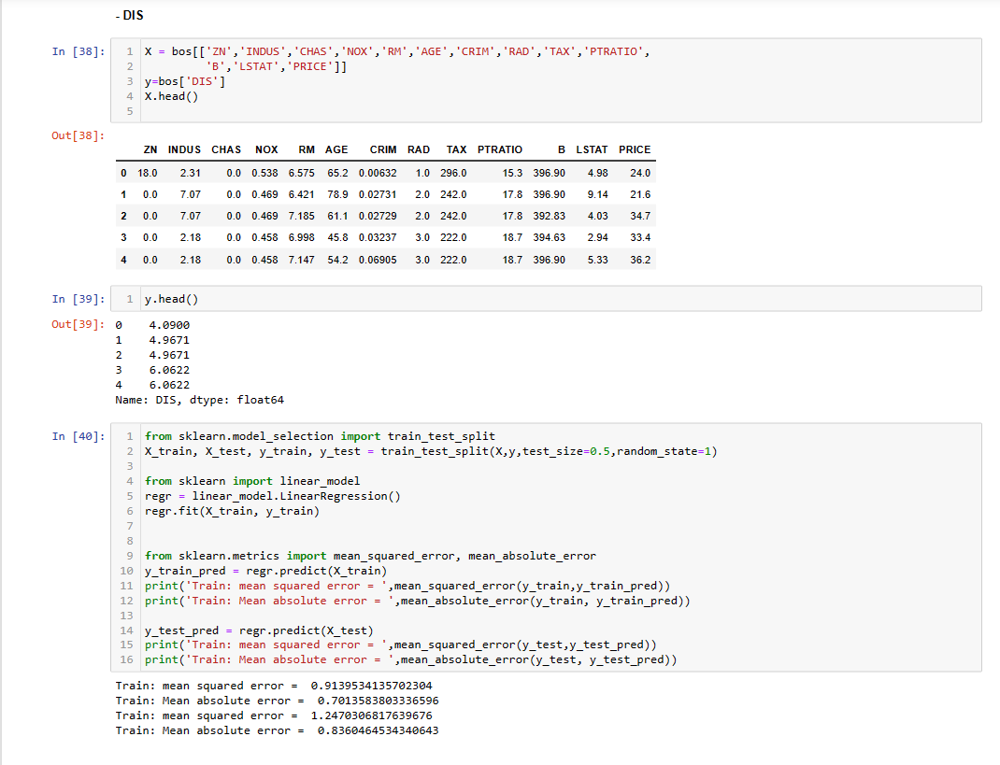 - DIS
In [38]:
1 X = bos[['ZN','INDUS','CHAS','NOX','RM','AGE','CRIM','RAD','TAX','PTRATIO',
2          'B','LSTAT','PRICE']]
3 y=bos['DIS']
4 X.head()
5
Out[38]:
ZN INDUS CHAS NOX RM AGE CRIM RAD TAX PTRATIO B LSTAT PRICE
0 18.0 2.31 0.0 0.538 6.575 65.2 0.00632 1.0 296.0 15.3 396.90 4.98 24.0
1 0.0 7.07 0.0 0.469 6.421 78.9 0.02731 2.0 242.0 17.8 396.90 9.14 21.6
2 0.0 7.07 0.0 0.469 7.185 61.1 0.02729 2.0 242.0 17.8 392.83 4.03 34.7
3 0.0 2.18 0.0 0.458 6.998 45.8 0.03237 3.0 222.0 18.7 394.63 2.94 33.4
4 0.0 2.18 0.0 0.458 7.147 54.2 0.06905 3.0 222.0 18.7 396.90 5.33 36.2
In [39]: 1 y.head()
Out[39]: 0 4.0900
1 4.9671
2 4.9671
3 6.0622
4 6.0622
Name: DIS, dtype: float64
In [40]:
1 from sklearn.model_selection import train_test_split
2 X_train, X_test, y_train, y_test = train_test_split(X,y,test_size=0.5,random_state=1)
3
4 from sklearn import linear_model
5 regr = linear_model.LinearRegression()
6 regr.fit(X_train, y_train)
7
8
9 from sklearn.metrics import mean_squared_error, mean_absolute_error
10 y_train_pred = regr.predict(X_train)
11 print('Train: mean squared error = ',mean_squared_error(y_train,y_train_pred))
12 print('Train: Mean absolute error = ',mean_absolute_error(y_train, y_train_pred))
13
14 y_test_pred = regr.predict(X_test)
15 print('Train: mean squared error = ',mean_squared_error(y_test,y_test_pred))
16 print('Train: Mean absolute error = ',mean_absolute_error(y_test, y_test_pred))
Train: mean squared error =  0.9139534135702304
Train: Mean absolute error =  0.7013583803336596
Train: mean squared error =  1.2470306817639676
Train: Mean absolute error =  0.8360464534340643